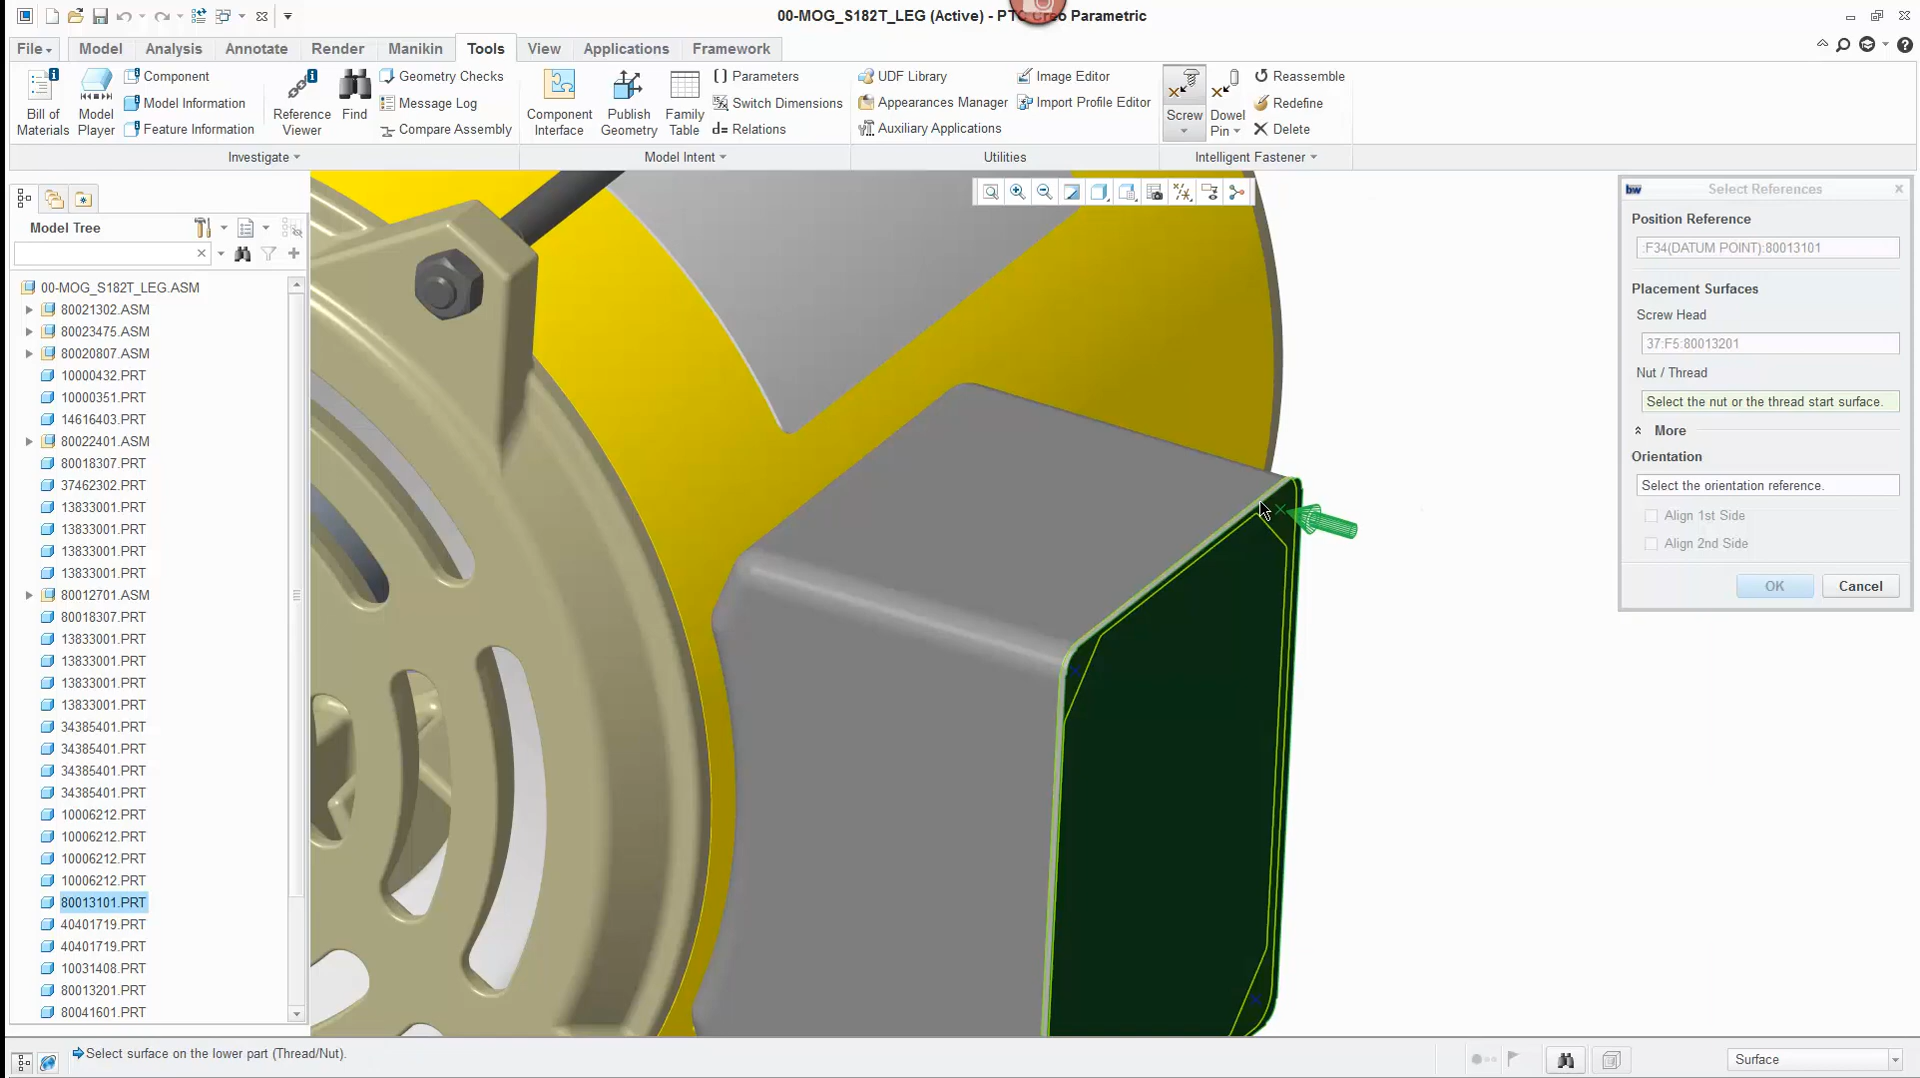 00-MOG_S182T_LEG (Active) - PTC Creo Parametric
File
Model
Analysis
Annotate
Render
Manikin
Tools
View
Applications
Framework
Bill of Materials
Model Player
Component
Model Information
Feature Information
Reference Viewer
Find
Geometry Checks
Message Log
Compare Assembly
Component Interface
Publish Geometry
Family Table
Parameters
Switch Dimensions
d= Relations
UDF Library
Appearances Manager
Auxiliary Applications
Image Editor
Import Profile Editor
Screw
Dowel Pin
Reassemble
Redefine
Delete
Investigate
Model Intent
Utilities
Intelligent Fastener
Model Tree
00-MOG_S182T_LEG.ASM
80021302.ASM
80023475.ASM
80020807.ASM
10000432.PRT
10000351.PRT
14616403.PRT
80022401.ASM
80018307.PRT
37462302.PRT
13833001.PRT
13833001.PRT
13833001.PRT
13833001.PRT
80012701.ASM
80018307.PRT
13833001.PRT
13833001.PRT
13833001.PRT
13833001.PRT
34385401.PRT
34385401.PRT
34385401.PRT
34385401.PRT
10006212.PRT
10006212.PRT
10006212.PRT
10006212.PRT
80013101.PRT
40401719.PRT
40401719.PRT
10031408.PRT
80013201.PRT
80041601.PRT
bw Select References
Position Reference
:F34(DATUM POINT):80013101
Placement Surfaces
Screw Head
37:F5:80013201
Nut / Thread
Select the nut or the thread start surface.
More
Orientation
Select the orientation reference.
Align 1st Side
Align 2nd Side
OK
Cancel
Select surface on the lower part (Thread/Nut).
Surface